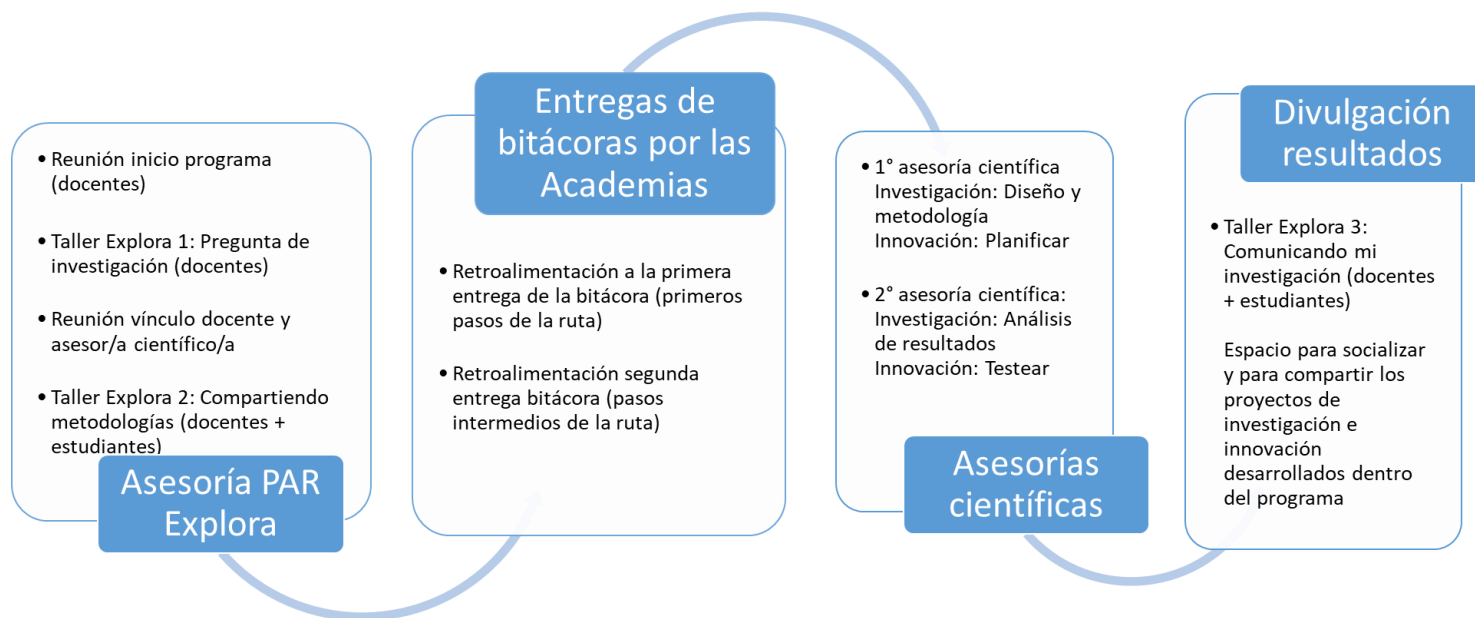 • Reunión inicio programa
(docentes)
• Taller Explora 1: Pregunta de
investigación (docentes)
• Reunión vínculo docente y
asesor/a científico/a
• Taller Explora 2: Compartiendo
metodologías (docentes +
estudiantes)
Asesoría PAR
Explora
Entregas de
bitácoras por las
Academias
• Retroalimentación a la primera
entrega de la bitácora (primeros
pasos de la ruta)
• Retroalimentación segunda
entrega bitácora (pasos
intermedios de la ruta)
• 1° asesoría científica
Investigación: Diseño y
metodología
Innovación: Planificar
• 2° asesoría científica:
Investigación: Análisis
de resultados
Innovación: Testear
Asesorías
científicas
Divulgación
resultados
• Taller Explora 3:
Comunicando mi
investigación (docentes
+ estudiantes)
Espacio para socializar
y para compartir los
proyectos de
investigación e
innovación
desarrollados dentro
del programa